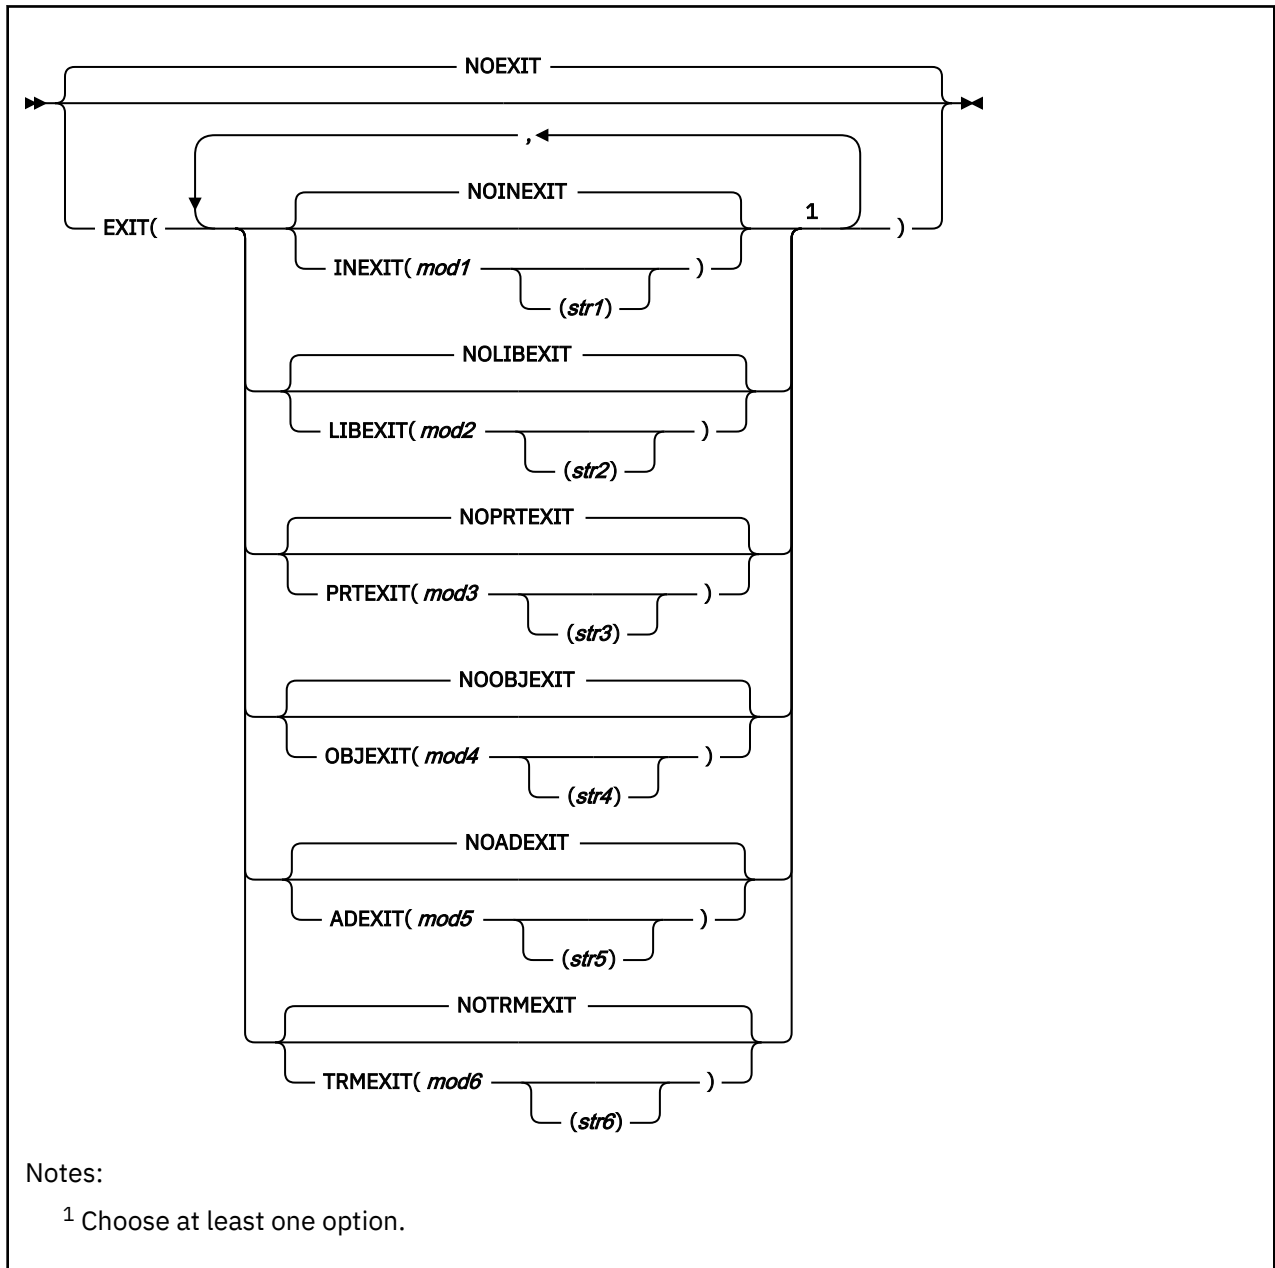 NOEXIT
,
NOINEXIT
1
EXIT( )
INEXIT( mod1 )
(str1)
NOLIBEXIT
LIBEXIT( mod2 )
(str2)
NOPRTEXIT
PRTEXIT( mod3 )
(str3)
NOOBJEXIT
OBJEXIT( mod4 )
(str4)
NOADEXIT
ADEXIT( mod5 )
(str5)
NOTRMEXIT
TRMEXIT( mod6 )
(str6)
Notes:
1 Choose at least one option.